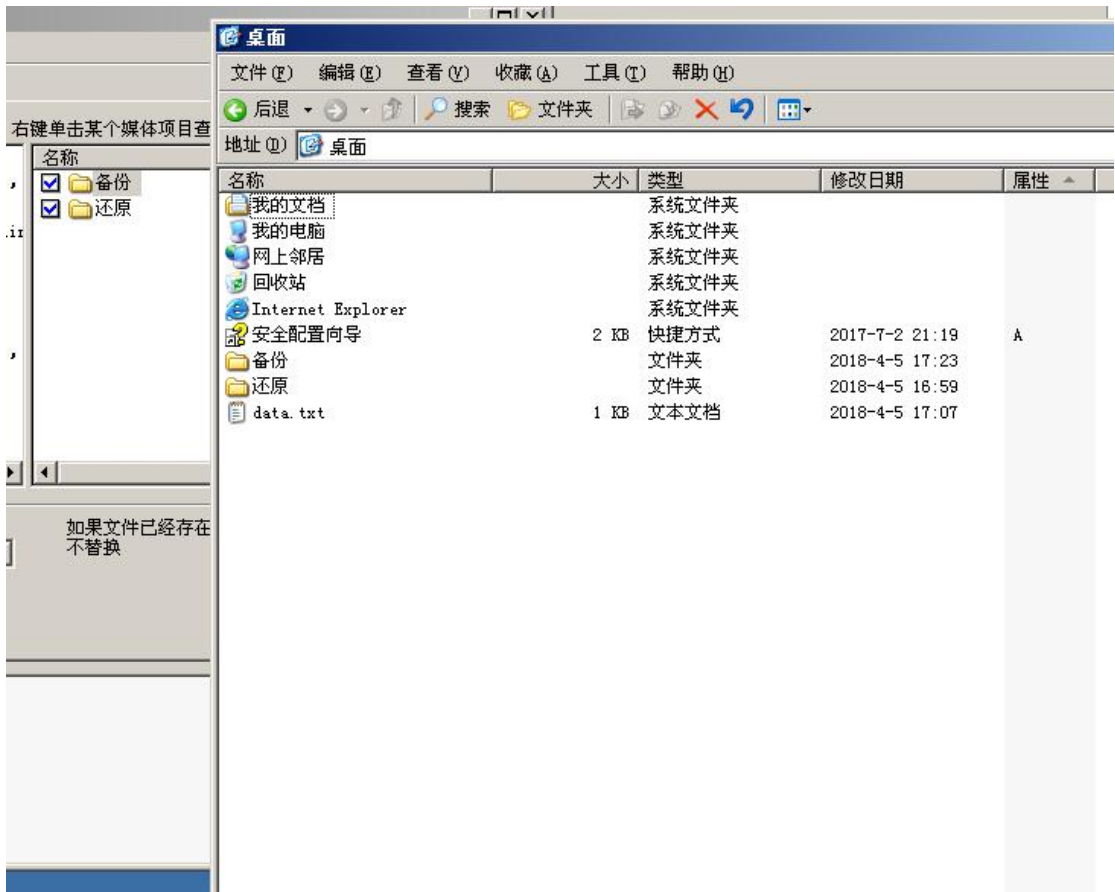 桌面
文件(F) 编辑(E) 查看(V) 收藏(A) 工具(T) 帮助(H)
后退 搜索 文件夹
地址(D) 桌面
名称 大小 类型 修改日期 属性
我的文档 系统文件夹
我的电脑 系统文件夹
网上邻居 系统文件夹
回收站 系统文件夹
Internet Explorer 系统文件夹
安全配置向导 2 KB 快捷方式 2017-7-2 21:19 A
备份 文件夹 2018-4-5 17:23
还原 文件夹 2018-4-5 16:59
data.txt 1 KB 文本文档 2018-4-5 17:07
右键单击某个媒体项目查
名称
备份
还原
如果文件已经存在
不替换